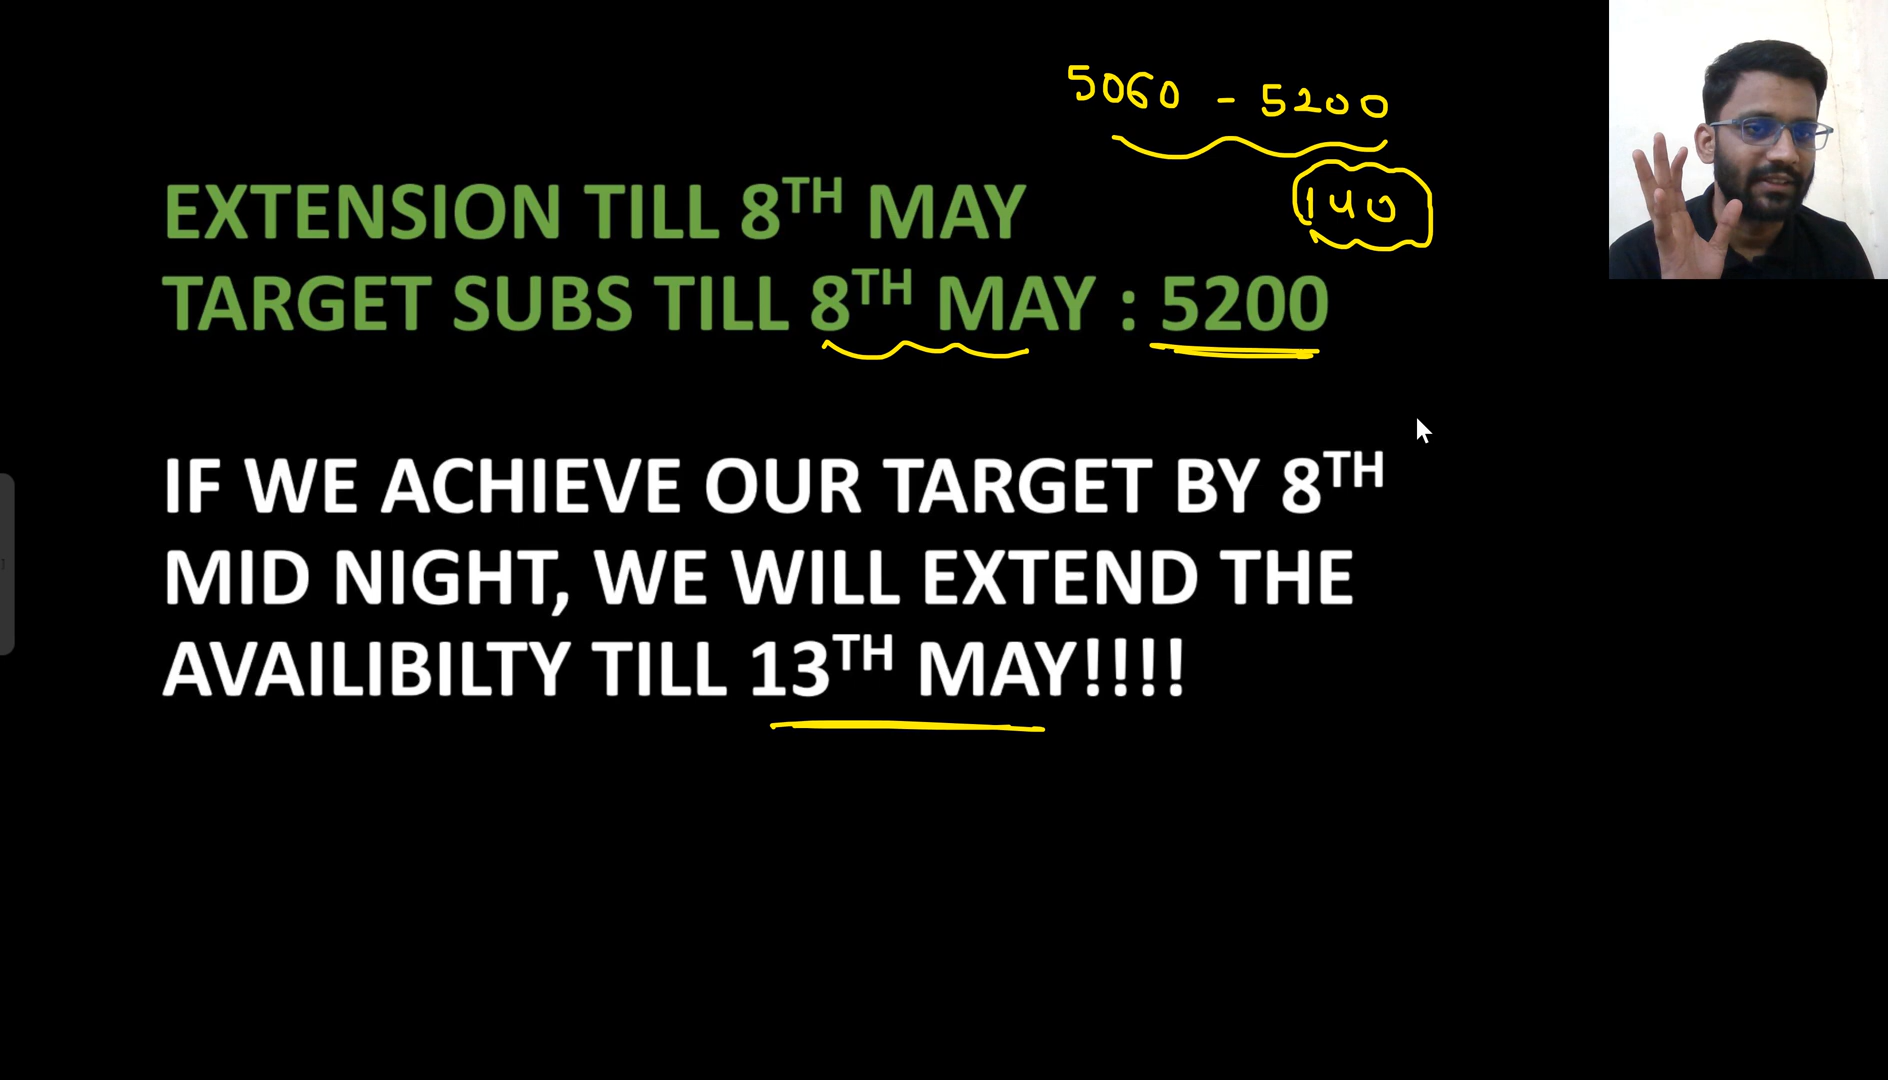 5060 - 5200
140
EXTENSION TILL 8TH MAY
TARGET SUBS TILL 8TH MAY : 5200
IF WE ACHIEVE OUR TARGET BY 8TH
MID NIGHT, WE WILL EXTEND THE
AVAILIBILTY TILL 13TH MAY!!!!